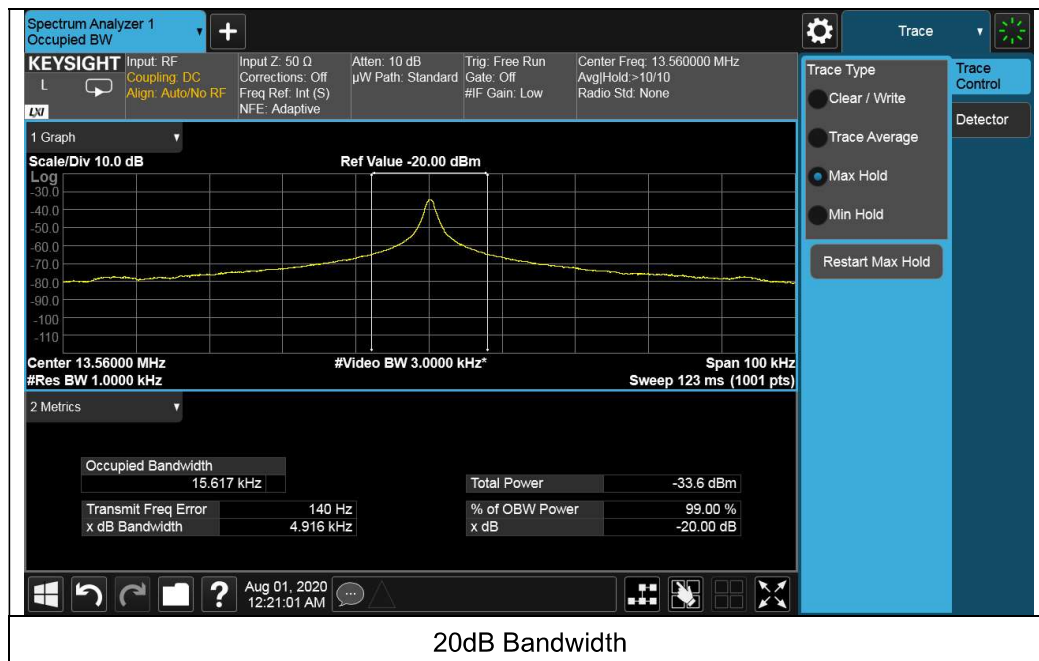 Spectrum Analyzer 1
Occupied BW
+
Trace
KEYSIGHT
L
LXI
Input: RF
Coupling: DC
Align: Auto/No RF
Input Z: 50 Ω
Corrections: Off
Freq Ref: Int (S)
NFE: Adaptive
Atten: 10 dB
µW Path: Standard
Trig: Free Run
Gate: Off
#IF Gain: Low
Center Freq: 13.560000 MHz
Avg|Hold:>10/10
Radio Std: None
Trace Type
Clear / Write
Trace Average
Max Hold
Min Hold
Restart Max Hold
Trace
Control
Detector
1 Graph
Scale/Div 10.0 dB
Ref Value -20.00 dBm
Log
-30.0
-40.0
-50.0
-60.0
-70.0
-80.0
-90.0
-100
-110
Center 13.56000 MHz
#Video BW 3.0000 kHz*
Span 100 kHz
#Res BW 1.0000 kHz
Sweep 123 ms (1001 pts)
2 Metrics
Occupied Bandwidth
15.617 kHz
Total Power -33.6 dBm
Transmit Freq Error 140 Hz
% of OBW Power 99.00 %
x dB Bandwidth 4.916 kHz
x dB -20.00 dB
?
Aug 01, 2020
12:21:01 AM
20dB Bandwidth